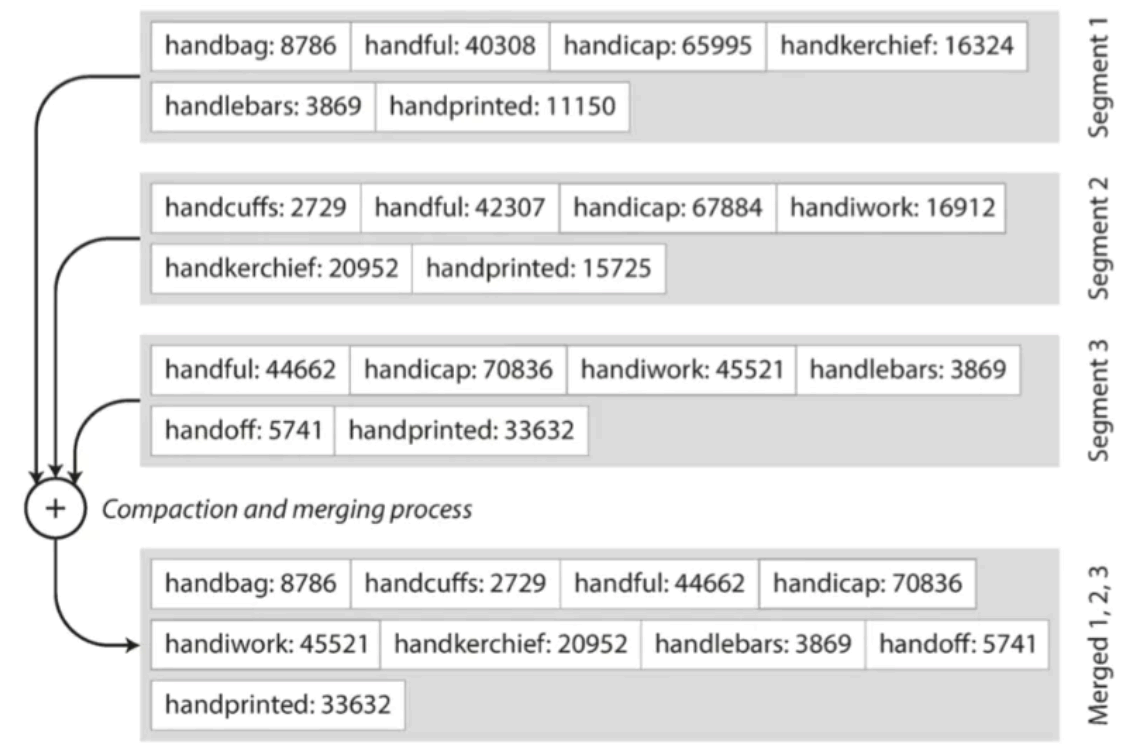 handbag: 8786 handful: 40308 handicap: 65995 handkerchief: 16324
handlebars: 3869 handprinted: 11150
Segment 1
handcuffs: 2729 handful: 42307 handicap: 67884 handiwork: 16912
handkerchief: 20952 handprinted: 15725
Segment 2
handful: 44662 handicap: 70836 handiwork: 45521 handlebars: 3869
handoff: 5741 handprinted: 33632
Segment 3
+ Compaction and merging process
handbag: 8786 handcuffs: 2729 handful: 44662 handicap: 70836
handiwork: 45521 handkerchief: 20952 handlebars: 3869 handoff: 5741
handprinted: 33632
Merged 1, 2, 3